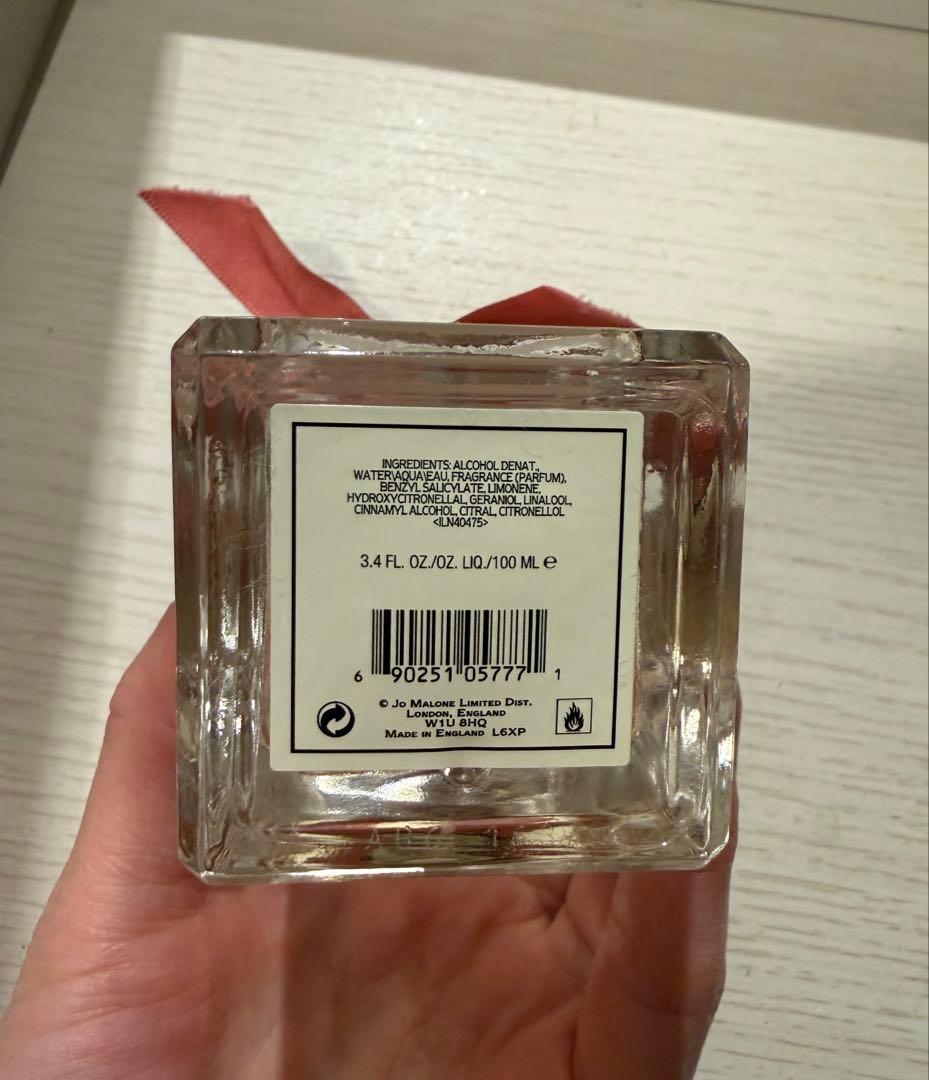 INGREDIENTS: ALCOHOL DENAT.,
WATER\AQUA\EAU, FRAGRANCE (PARFUM),
BENZYL SALICYLATE, LIMONENE,
HYDROXYCITRONELLAL, GERANIOL, LINALOOL,
CINNAMYL ALCOHOL, CITRAL, CITRONELLOL
<ILN40475>
3.4 FL. OZ./OZ. LIQ./100 ML ℮
6 90251 05777 1
© JO MALONE LIMITED DIST.
LONDON, ENGLAND
W1U 8HQ
MADE IN ENGLAND L6XP